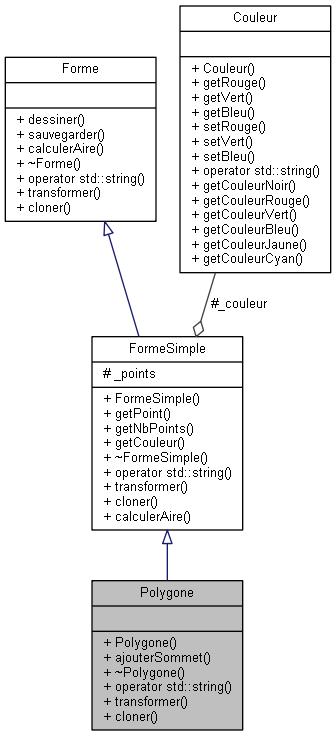 Couleur
+ Couleur()
+ getRouge()
+ getVert()
+ getBleu()
+ setRouge()
+ setVert()
+ setBleu()
+ operator std::string()
+ getCouleurNoir()
+ getCouleurRouge()
+ getCouleurVert()
+ getCouleurBleu()
+ getCouleurJaune()
+ getCouleurCyan()
Forme
+ dessiner()
+ sauvegarder()
+ calculerAire()
+ ~Forme()
+ operator std::string()
+ transformer()
+ cloner()
#_couleur
FormeSimple
# _points
+ FormeSimple()
+ getPoint()
+ getNbPoints()
+ getCouleur()
+ ~FormeSimple()
+ operator std::string()
+ transformer()
+ cloner()
+ calculerAire()
Polygone
+ Polygone()
+ ajouterSommet()
+ ~Polygone()
+ operator std::string()
+ transformer()
+ cloner()